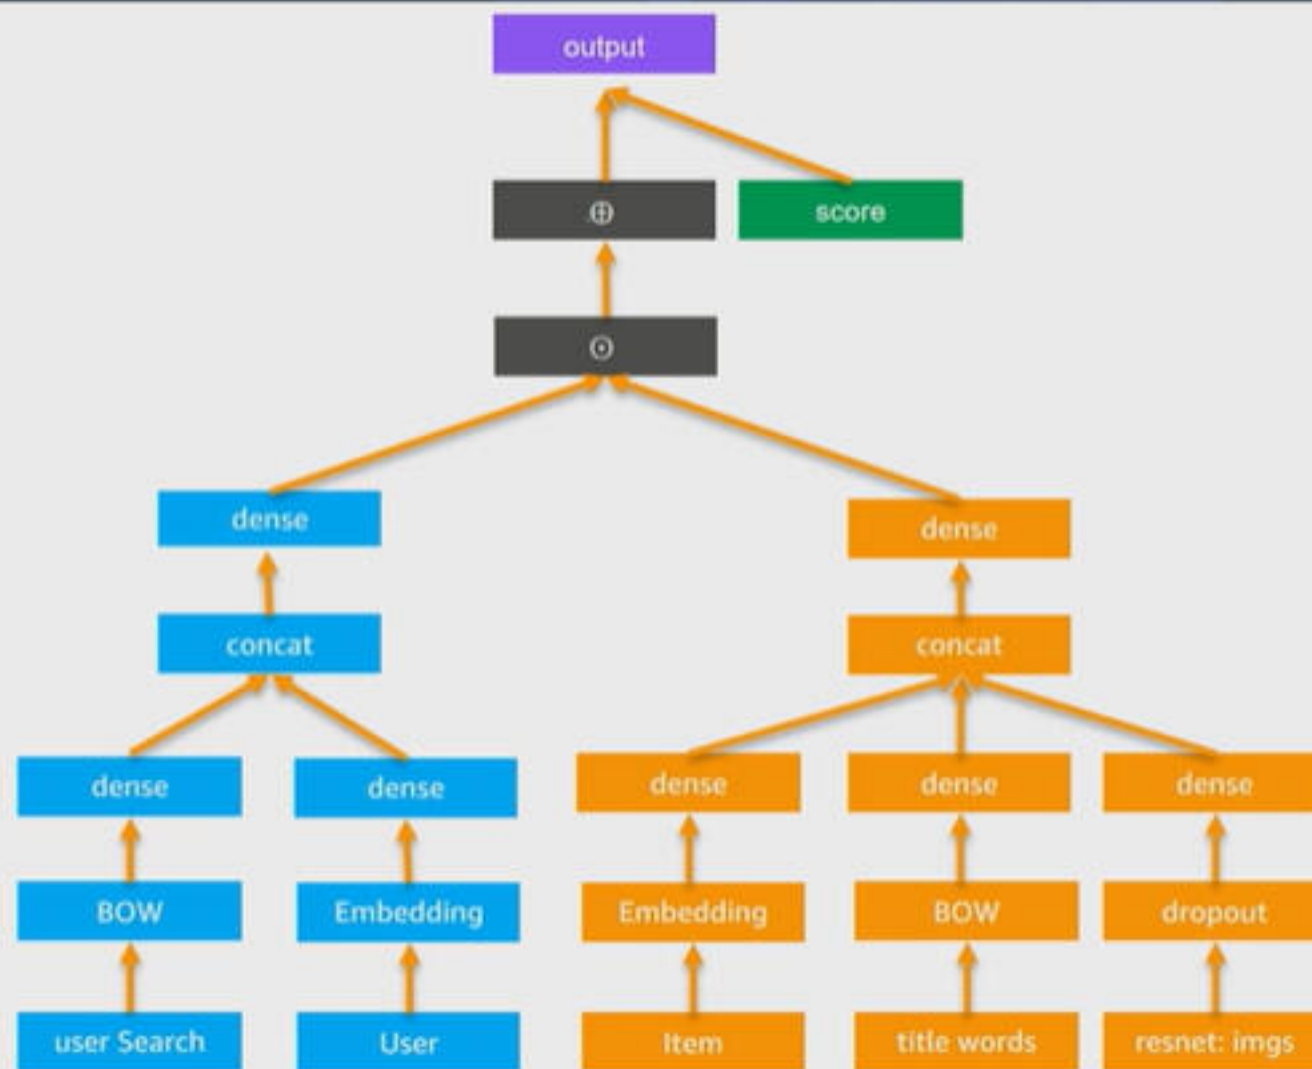 output
⊕
score
⊙
dense
dense
concat
concat
dense
dense
dense
dense
dense
BOW
Embedding
Embedding
BOW
dropout
user Search
User
Item
title words
resnet: imgs